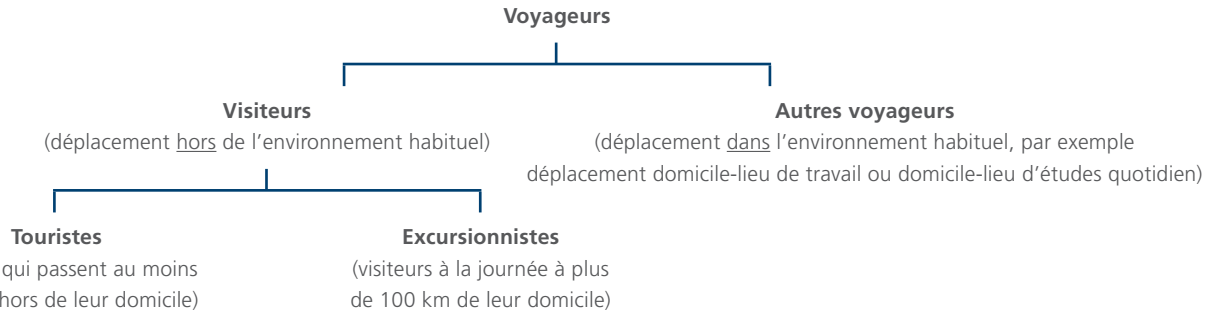 Voyageurs
Visiteurs
(déplacement hors de l’environnement habituel)
Autres voyageurs
(déplacement dans l’environnement habituel, par exemple
déplacement domicile-lieu de travail ou domicile-lieu d’études quotidien)
Touristes
qui passent au moins
hors de leur domicile)
Excursionnistes
(visiteurs à la journée à plus
de 100 km de leur domicile)